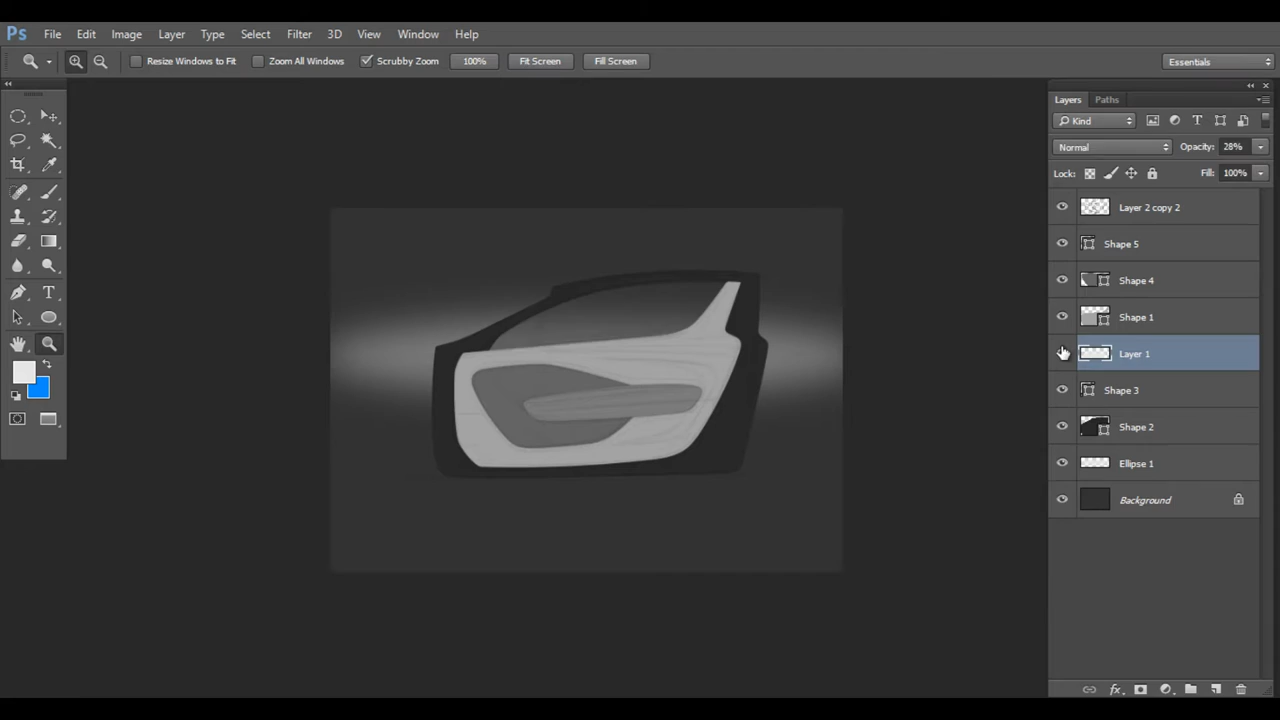 Ps File Edit Image Layer Type Select Filter 3D View Window Help
Resize Windows to Fit Zoom All Windows Scrubby Zoom 100% Fit Screen Fill Screen Essentials
Layers Paths
Kind T
Normal Opacity: 28%
Lock: Fill: 100%
Layer 2 copy 2
Shape 5
Shape 4
Shape 1
Layer 1
Shape 3
Shape 2
Ellipse 1
Background
T
fx